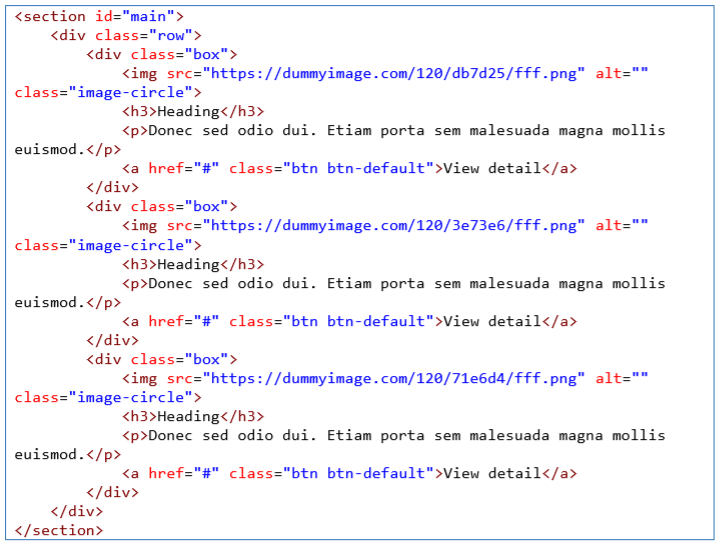 <section id="main">
    <div class="row">
        <div class="box">
            <img src="https://dummyimage.com/120/db7d25/fff.png" alt=""
class="image-circle">
            <h3>Heading</h3>
            <p>Donec sed odio dui. Etiam porta sem malesuada magna mollis
euismod.</p>
            <a href="#" class="btn btn-default">View detail</a>
        </div>
        <div class="box">
            <img src="https://dummyimage.com/120/3e73e6/fff.png" alt=""
class="image-circle">
            <h3>Heading</h3>
            <p>Donec sed odio dui. Etiam porta sem malesuada magna mollis
euismod.</p>
            <a href="#" class="btn btn-default">View detail</a>
        </div>
        <div class="box">
            <img src="https://dummyimage.com/120/71e6d4/fff.png" alt=""
class="image-circle">
            <h3>Heading</h3>
            <p>Donec sed odio dui. Etiam porta sem malesuada magna mollis
euismod.</p>
            <a href="#" class="btn btn-default">View detail</a>
        </div>
    </div>
</section>